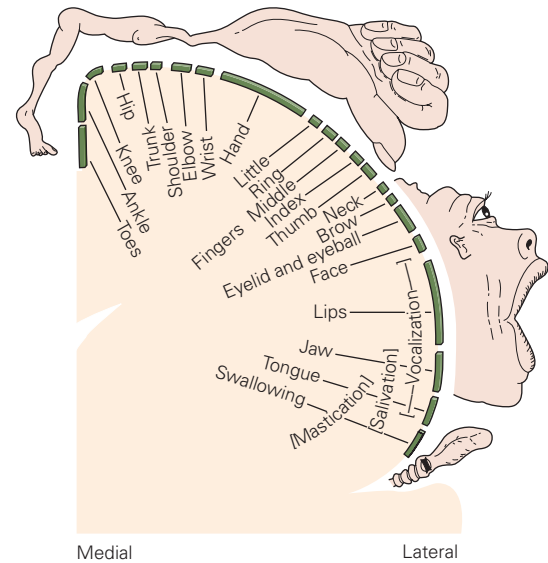 Toes
Ankle
Knee
Hip
Trunk
Shoulder
Elbow
Wrist
Hand
Fingers
Little
Ring
Middle
Index
Thumb
Neck
Brow
Eyelid and eyeball
Face
Lips
Vocalization
Jaw
Tongue
Swallowing
[Mastication]
[Salivation]
Medial
Lateral